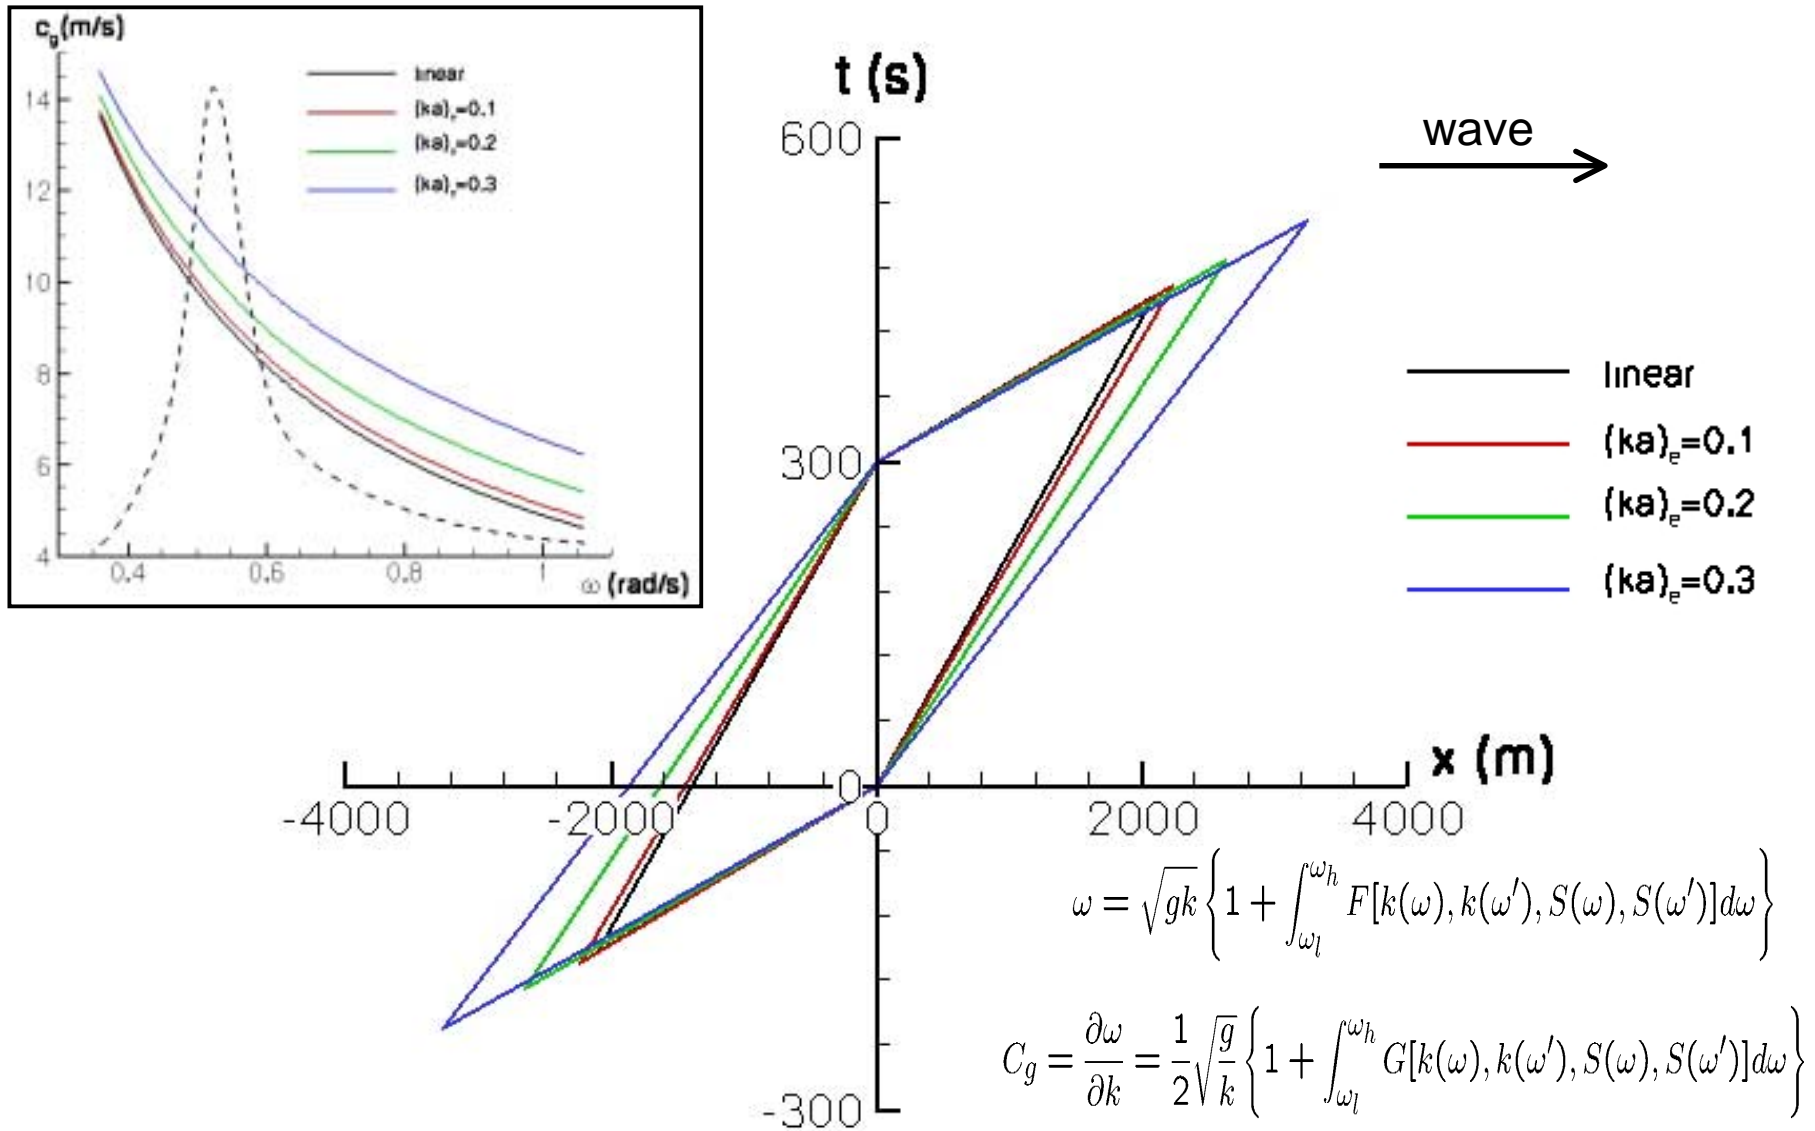 c_g(m/s)
linear
(ka)_e=0.1
(ka)_e=0.2
(ka)_e=0.3
14
12
10
8
6
4
0.4 0.6 0.8 1 ω (rad/s)
t (s)
wave
600
300
0
-300
linear
(ka)_e=0.1
(ka)_e=0.2
(ka)_e=0.3
x (m)
-4000 -2000 0 2000 4000
ω = √(gk) {1 + ∫_{ω_l}^{ω_h} F[k(ω), k(ω′), S(ω), S(ω′)]dω}
C_g = ∂ω/∂k = 1/2 √(g/k) {1 + ∫_{ω_l}^{ω_h} G[k(ω), k(ω′), S(ω), S(ω′)]dω}